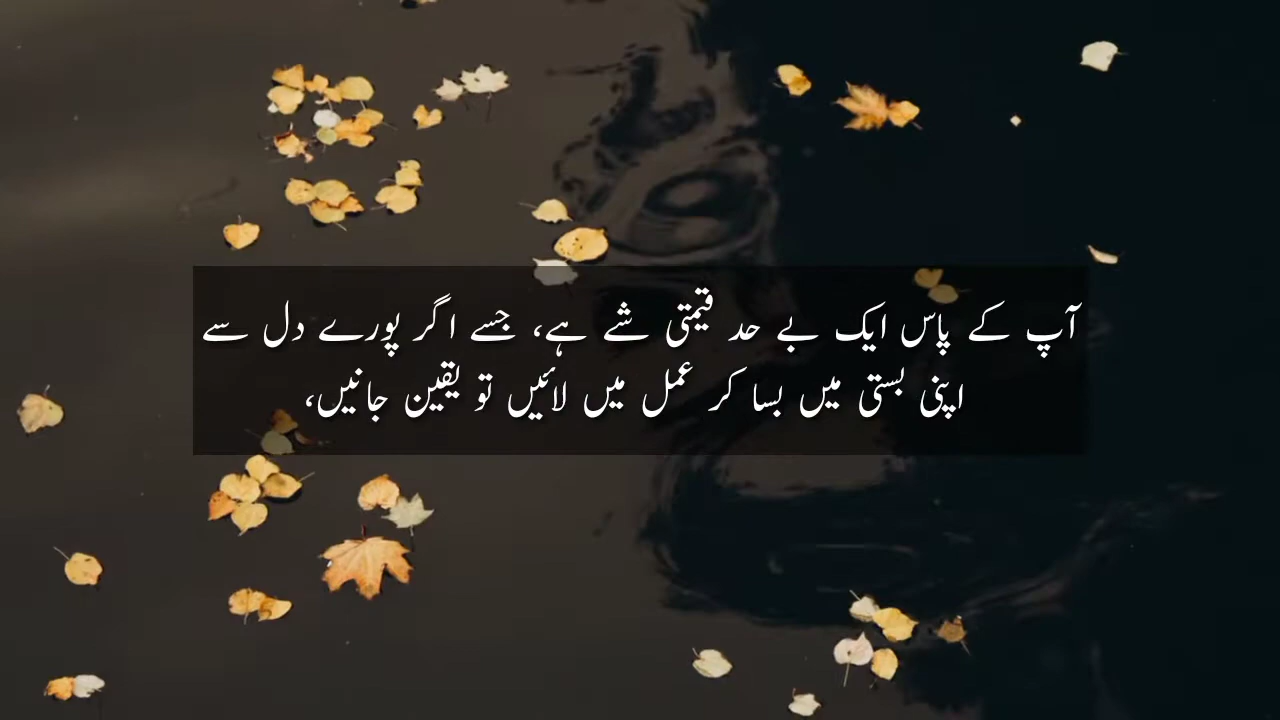 آپ کے پاس ایک بے حد قیمتی شے ہے، جسے اگر پورے دل سے
اپنی بستی میں بسا کر عمل میں لائیں تو یقین جانیں،